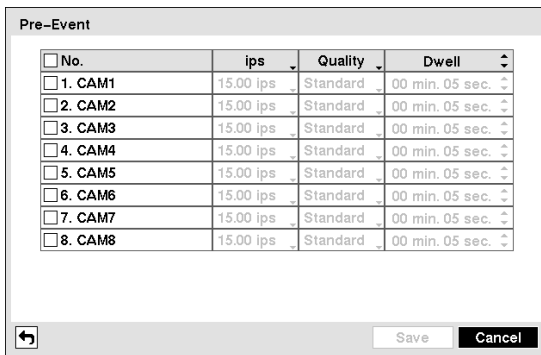 Pre-Event
No. ips Quality Dwell
1. CAM1 15.00 ips Standard 00 min. 05 sec.
2. CAM2 15.00 ips Standard 00 min. 05 sec.
3. CAM3 15.00 ips Standard 00 min. 05 sec.
4. CAM4 15.00 ips Standard 00 min. 05 sec.
5. CAM5 15.00 ips Standard 00 min. 05 sec.
6. CAM6 15.00 ips Standard 00 min. 05 sec.
7. CAM7 15.00 ips Standard 00 min. 05 sec.
8. CAM8 15.00 ips Standard 00 min. 05 sec.
Save Cancel